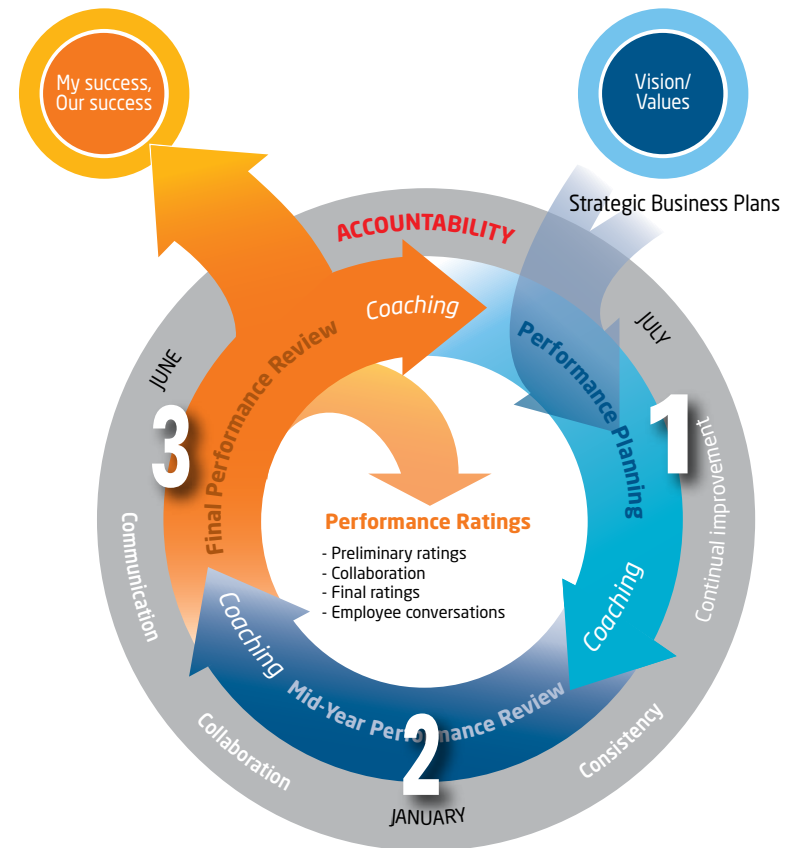 My success,
Our success
Vision/
Values
Strategic Business Plans
ACCOUNTABILITY
Coaching
Performance Planning
JULY
1
Continual improvement
Coaching
Consistency
Mid-Year Performance Review
2
JANUARY
Coaching
Collaboration
Communication
Final Performance Review
3
JUNE
Performance Ratings
- Preliminary ratings
- Collaboration
- Final ratings
- Employee conversations